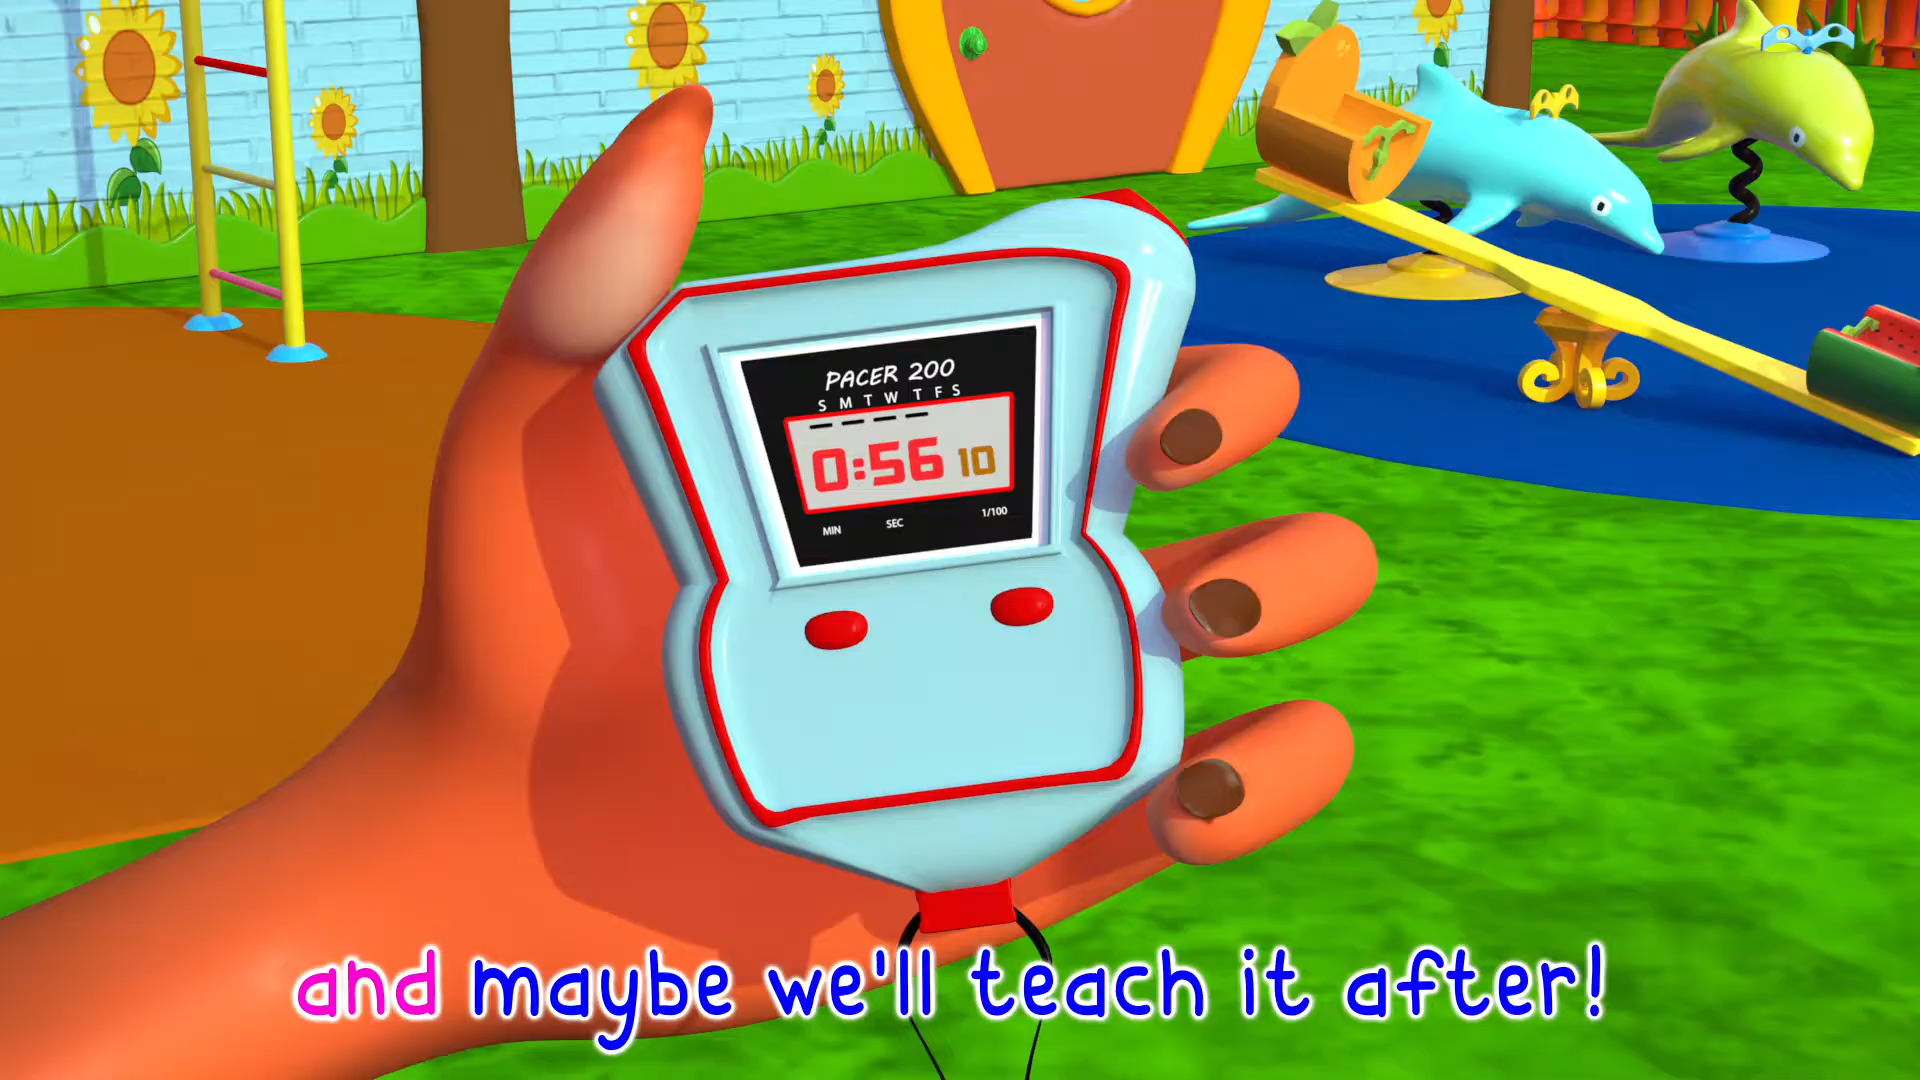 PACER 200
S M T W T F S
0:56 10
MIN SEC 1/100
and maybe we'll teach it after!